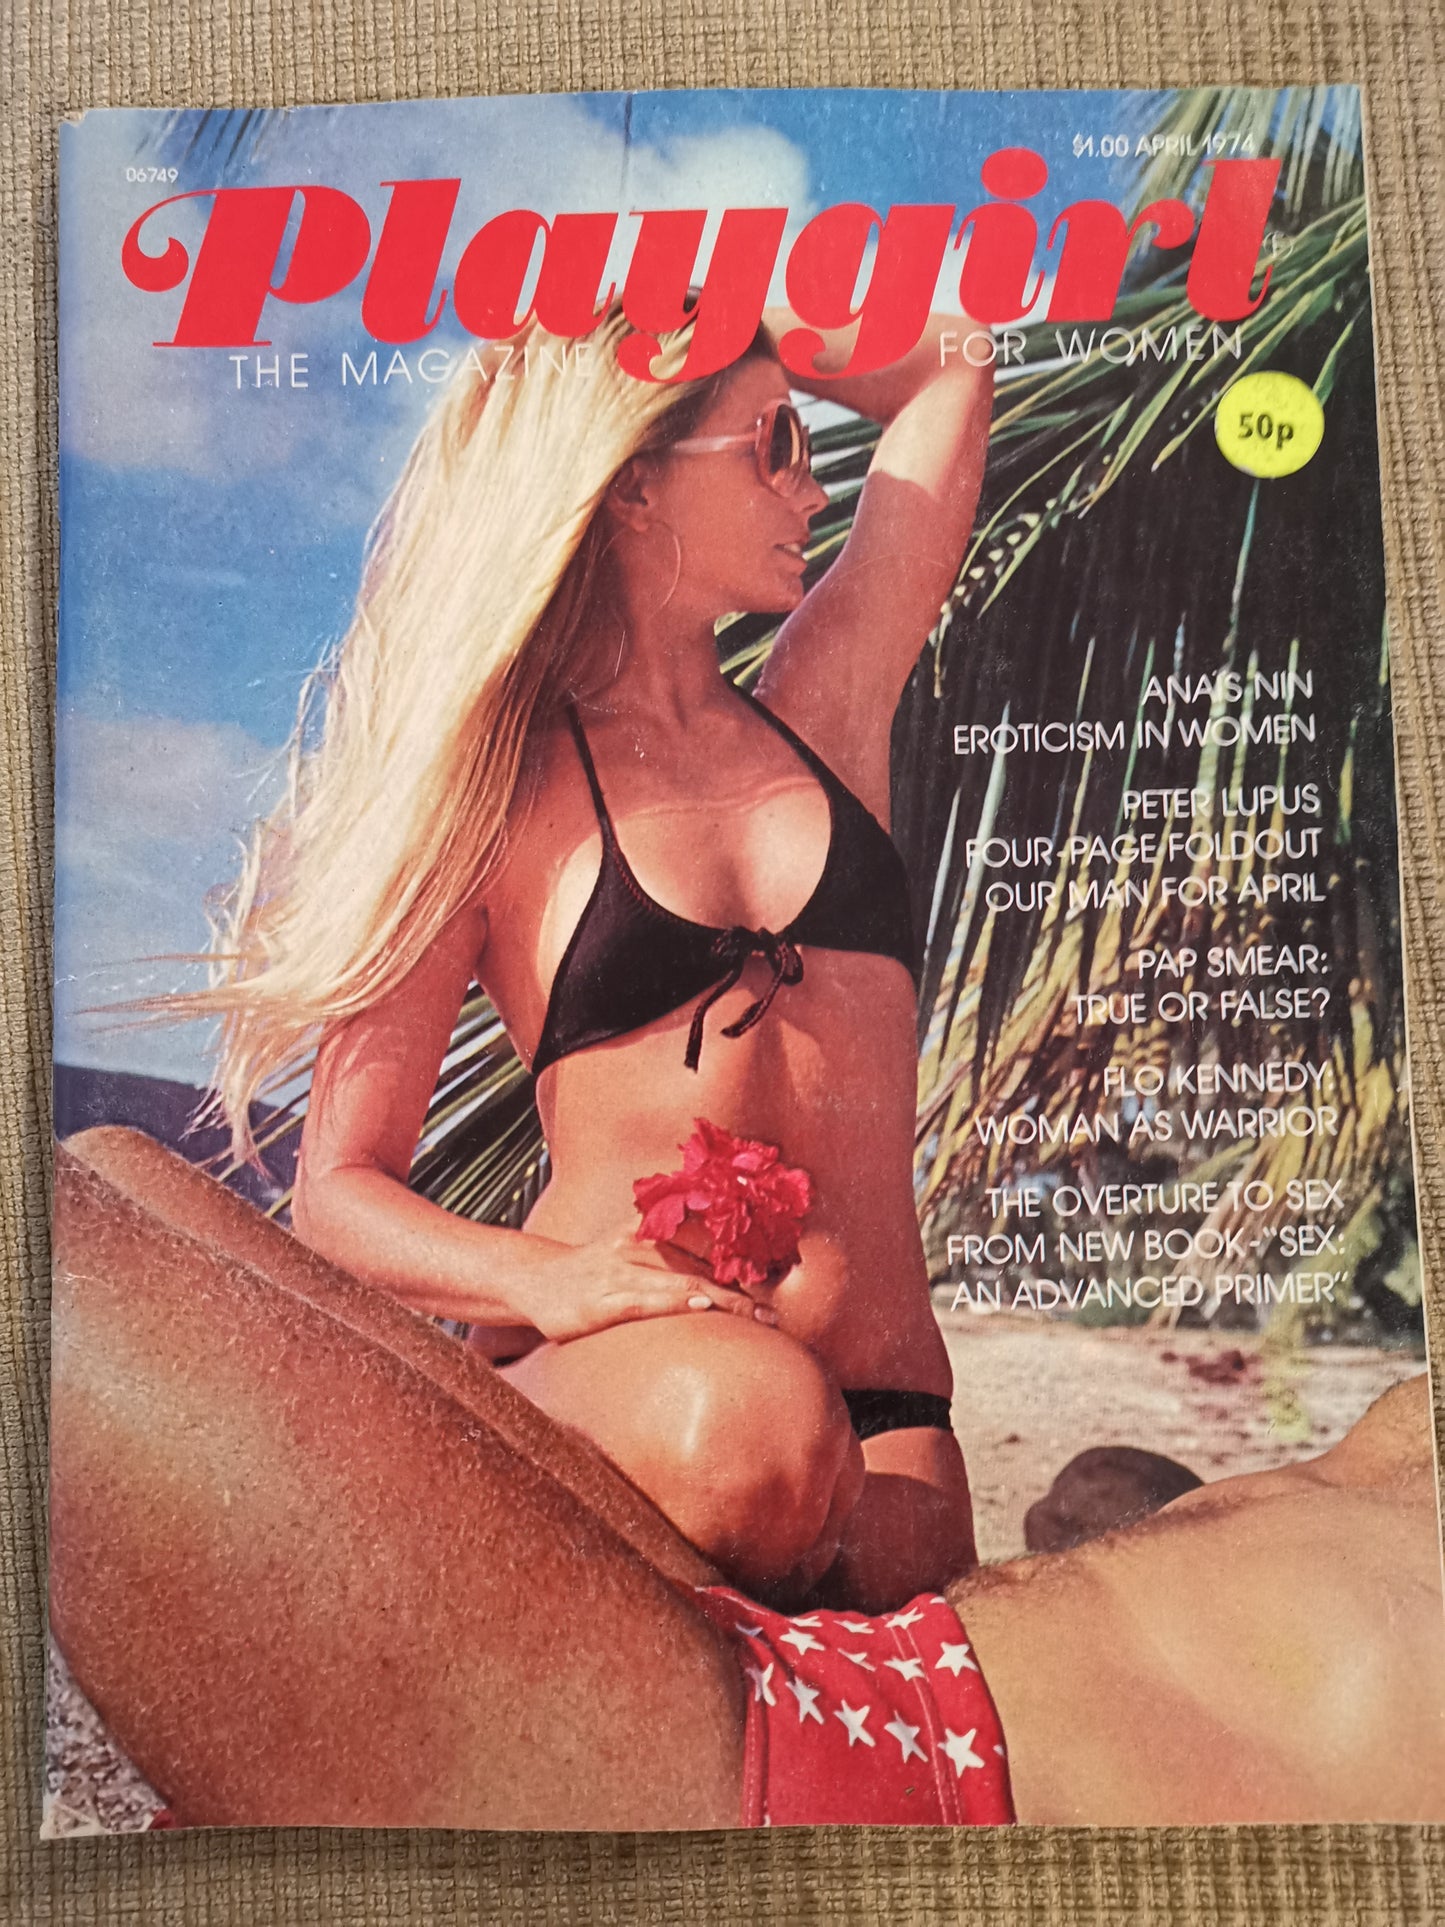 06749
$1.00 APRIL 1974
Playgirl
THE MAGAZINE FOR WOMEN
50p
ANAÏS NIN
EROTICISM IN WOMEN
PETER LUPUS
FOUR-PAGE FOLDOUT
OUR MAN FOR APRIL
PAP SMEAR:
TRUE OR FALSE?
FLO KENNEDY:
WOMAN AS WARRIOR
THE OVERTURE TO SEX
FROM NEW BOOK-"SEX:
AN ADVANCED PRIMER"